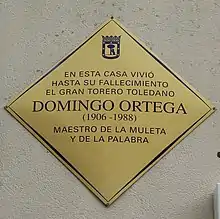 EN ESTA CASA VIVIÓ
HASTA SU FALLECIMIENTO
EL GRAN TORERO TOLEDANO
DOMINGO ORTEGA
(1906-1988)
MAESTRO DE LA MULETA
Y DE LA PALABRA